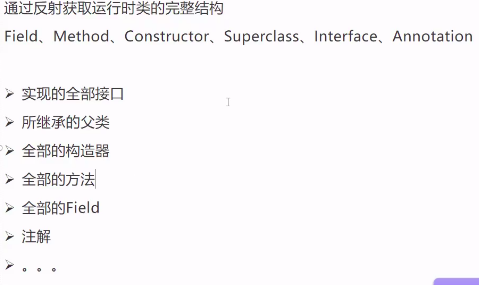 通过反射获取运行时类的完整结构
Field、Method、Constructor、Superclass、Interface、Annotation
➢ 实现的全部接口
➢ 所继承的父类
➢ 全部的构造器
➢ 全部的方法
➢ 全部的Field
➢ 注解
➢ 。。。